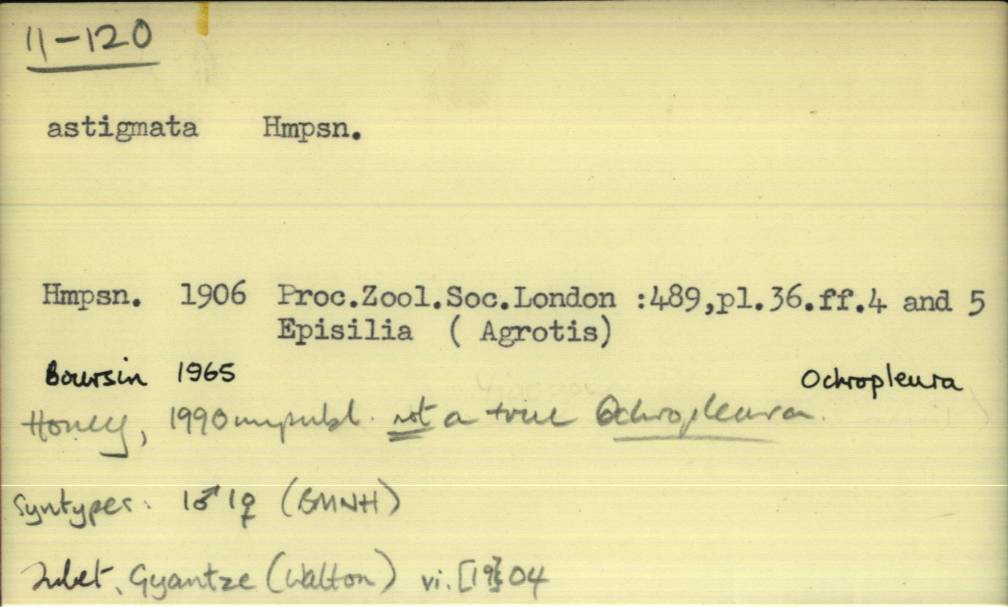 11-120
astigmata Hmpsn.
Hmpsn. 1906 Proc.Zool.Soc.London :489,pl.36.ff.4 and 5
Episilia ( Agrotis)
Boursin 1965 Ochropleura
Honey, 1990 unpubl. not a true Ochropleura.
Syntypes: 1♂ 1♀ (BMNH)
Tibet, Gyantze (Walton) vi.[19]04